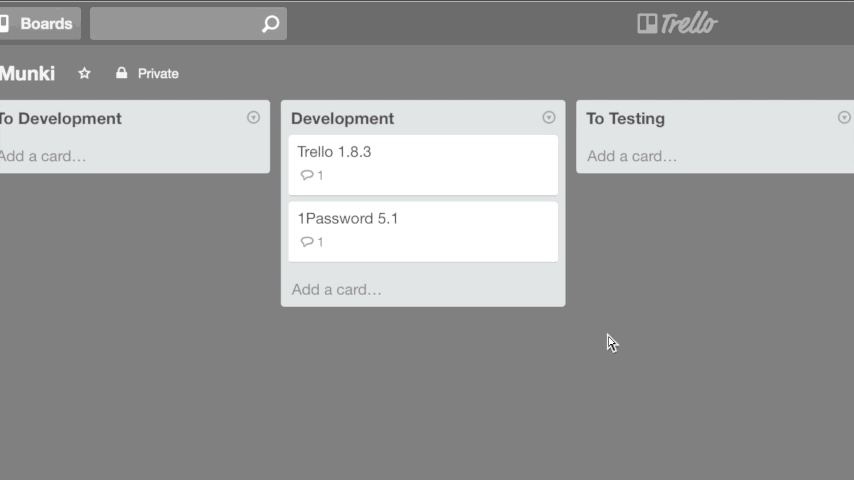 Boards
Trello
Munki
Private
To Development
Add a card…
Development
Trello 1.8.3
1
1Password 5.1
1
Add a card…
To Testing
Add a card…